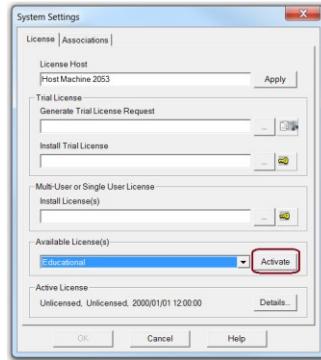 System Settings
License Associations
License Host
Host Machine 2053
Apply
Trial License
Generate Trial License Request
...
Install Trial License
...
Multi-User or Single User License
Install License(s)
...
Available License(s)
Educational
Activate
Active License
Unlicensed, Unlicensed, 2000/01/01 12:00:00
Details...
OK Cancel Help